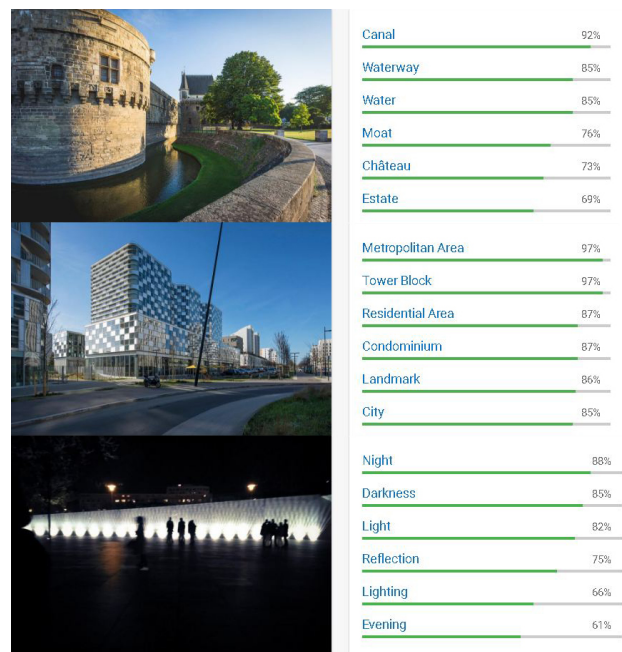 Canal 92%
Waterway 85%
Water 85%
Moat 76%
Château 73%
Estate 69%
Metropolitan Area 97%
Tower Block 97%
Residential Area 87%
Condominium 87%
Landmark 86%
City 85%
Night 88%
Darkness 85%
Light 82%
Reflection 75%
Lighting 66%
Evening 61%